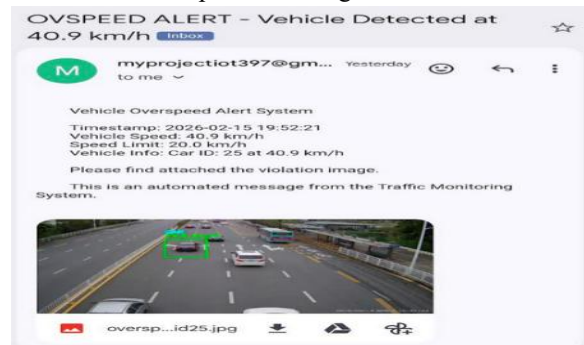 OVSPEED ALERT - Vehicle Detected at
40.9 km/h Inbox
M
myprojectiot397@gm... Yesterday
to me
Vehicle Overspeed Alert System
Timestamp: 2026-02-15 19:52:21
Vehicle Speed: 40.9 km/h
Speed Limit: 20.0 km/h
Vehicle Info: Car ID: 25 at 40.9 km/h
Please find attached the violation image.
This is an automated message from the Traffic Monitoring
System.
oversp...id25.jpg